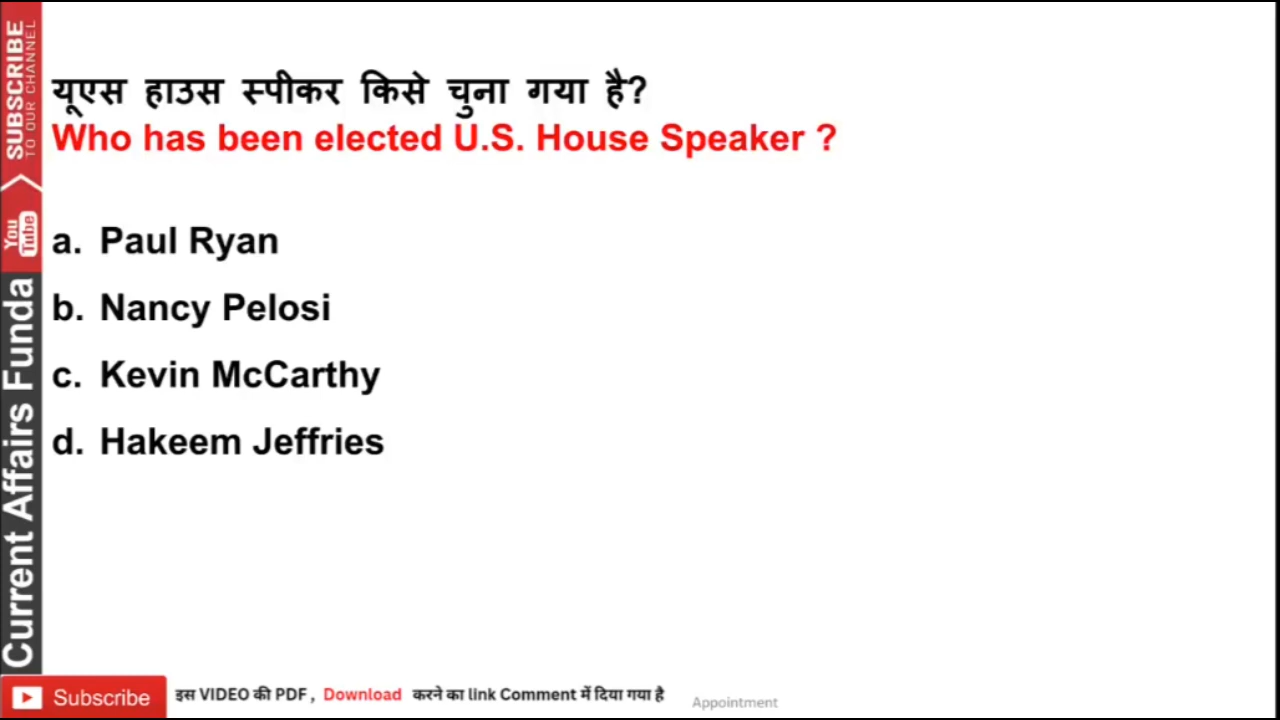 यूएस हाउस स्पीकर किसे चुना गया है?
Who has been elected U.S. House Speaker ?
a. Paul Ryan
b. Nancy Pelosi
c. Kevin McCarthy
d. Hakeem Jeffries
SUBSCRIBE
TO OUR CHANNEL
You
Tube
Current Affairs Funda
Subscribe
इस VIDEO की PDF , Download करने का link Comment में दिया गया है
Appointment